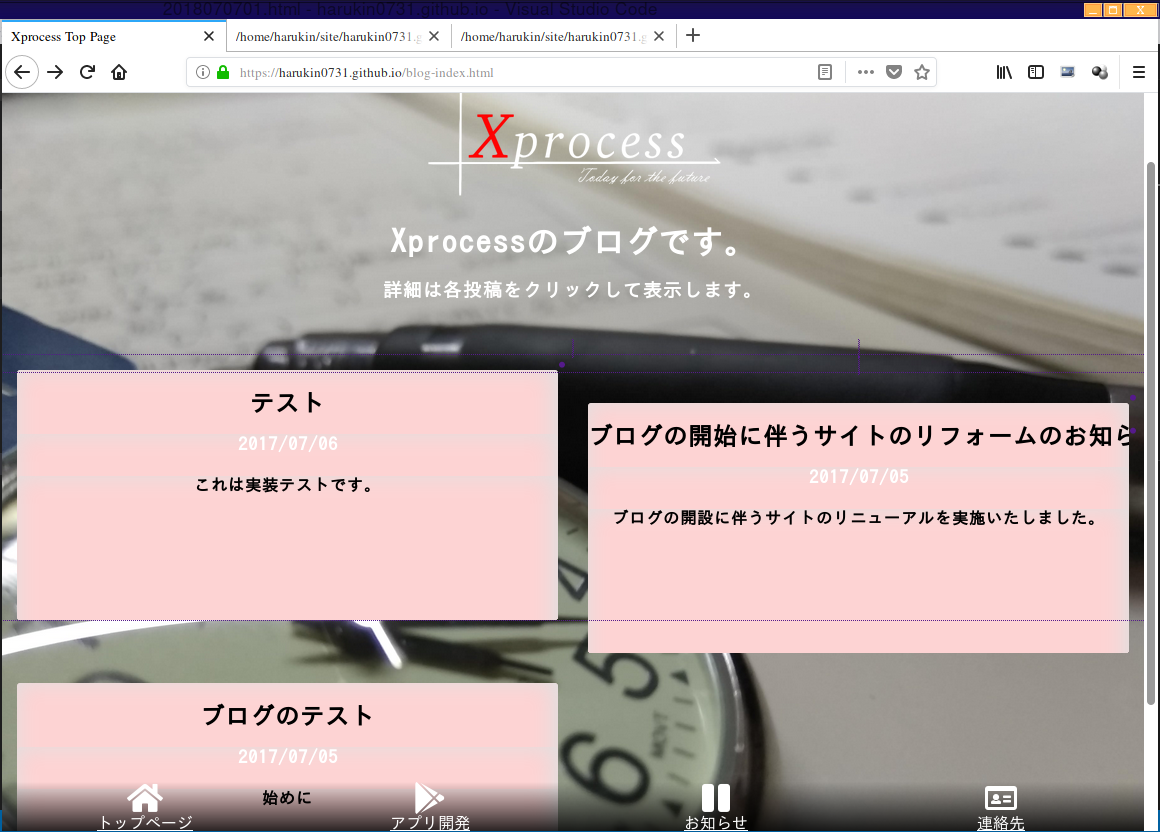 2018070701.html - harukin0731.github.io - Visual Studio Code
Xprocess Top Page
/home/harukin/site/harukin0731.g
/home/harukin/site/harukin0731.g
https://harukin0731.github.io/blog-index.html
Xprocess
Today for the future
Xprocessのブログです。
詳細は各投稿をクリックして表示します。
テスト
2017/07/06
これは実装テストです。
ブログの開始に伴うサイトのリフォームのお知ら
2017/07/05
ブログの開設に伴うサイトのリニューアルを実施いたしました。
5
6
MOVT
ブログのテスト
2017/07/05
始めに
トップページ
アプリ開発
お知らせ
連絡先